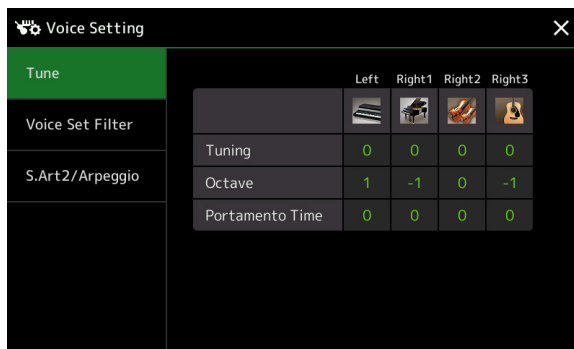 Voice Setting
Tune
Voice Set Filter
S.Art2/Arpeggio
Left Right1 Right2 Right3
Tuning 0 0 0 0
Octave 1 -1 0 -1
Portamento Time 0 0 0 0